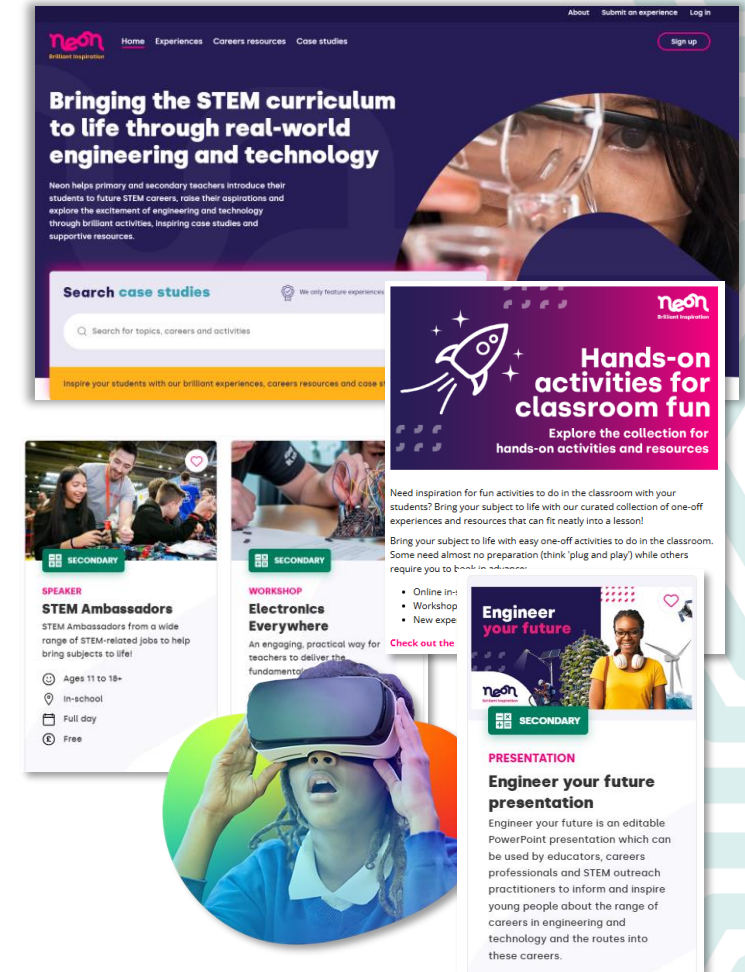 About Submit an experience Log in
neon
Brilliant Inspiration
Home Experiences Careers resources Case studies
Sign up
Bringing the STEM curriculum
to life through real-world
engineering and technology
Neon helps primary and secondary teachers introduce their
students to future STEM careers, raise their aspirations and
explore the excitement of engineering and technology
through brilliant activities, inspiring case studies and
supportive resources.
Search case studies
We only feature experiences
Search for topics, careers and activities
Inspire your students with our brilliant experiences, careers resources and case
neon
Brilliant Inspiration
Hands-on
activities for
classroom fun
Explore the collection for
hands-on activities and resources
Need inspiration for fun activities to do in the classroom with your
students? Bring your subject to life with our curated collection of one-off
experiences and resources that can fit neatly into a lesson!
Bring your subject to life with easy one-off activities to do in the classroom.
Some need almost no preparation (think 'plug and play') while others
require you to book in advance:
• Online in-
• Workshop
• New expe
Check out the
SECONDARY
SPEAKER
STEM Ambassadors
STEM Ambassadors from a wide
range of STEM-related jobs to help
bring subjects to life!
Ages 11 to 18+
In-school
Full day
Free
SECONDARY
WORKSHOP
Electronics
Everywhere
An engaging, practical way for
teachers to deliver the
fundamental
Engineer
your future
neon
Brilliant Inspiration
SECONDARY
PRESENTATION
Engineer your future
presentation
Engineer your future is an editable
PowerPoint presentation which can
be used by educators, careers
professionals and STEM outreach
practitioners to inform and inspire
young people about the range of
careers in engineering and
technology and the routes into
these careers.